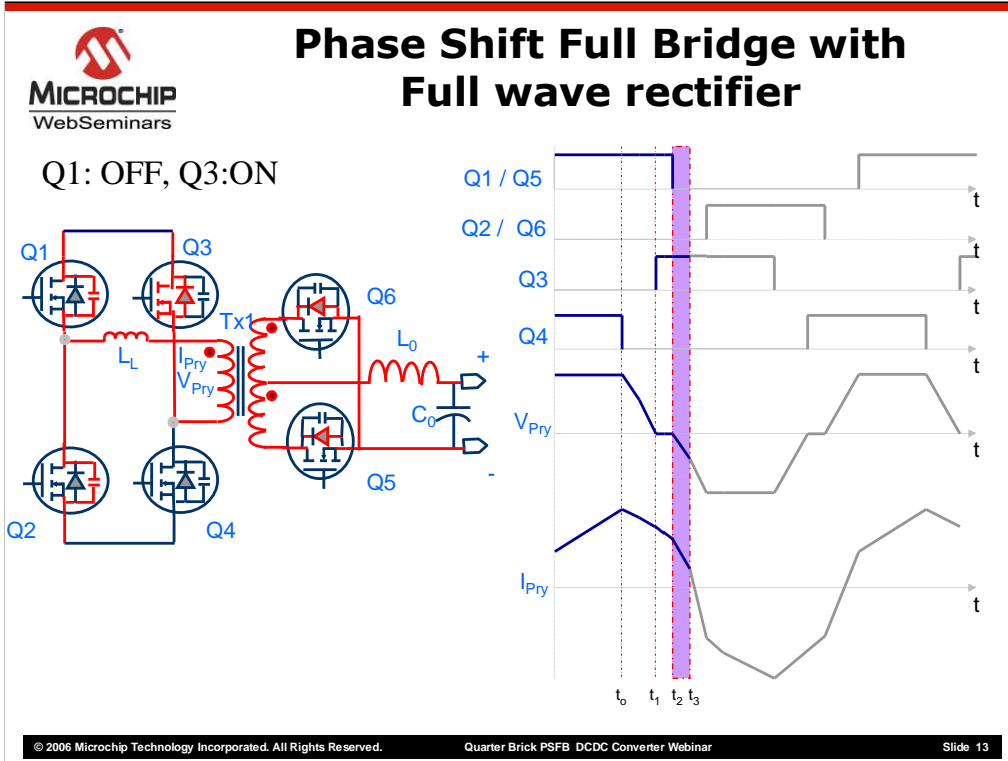 Phase Shift Full Bridge with
Full wave rectifier
MICROCHIP
WebSeminars
Q1: OFF, Q3:ON
Q1
Q3
Q6
Tx1
L0
+
LL
IPry
VPry
C0
-
Q5
Q2
Q4
Q1 / Q5
t
Q2 / Q6
t
Q3
t
Q4
t
VPry
t
IPry
t
to
t1
t2
t3
© 2006 Microchip Technology Incorporated. All Rights Reserved.
Quarter Brick PSFB DCDC Converter Webinar
Slide 13